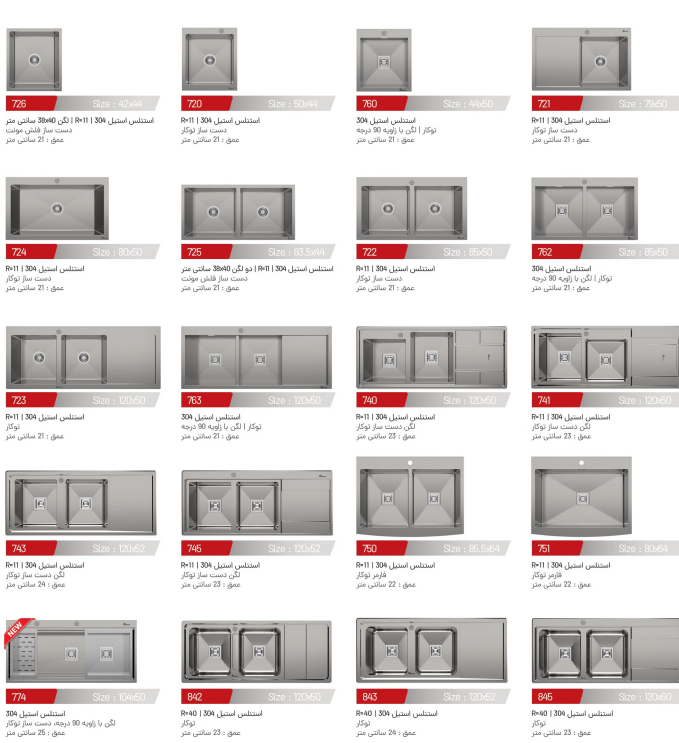 726 Size : 42x44
استنلس استیل 304 | R=11 | لگن 38x40 سانتی متر
دست ساز فلش مونت
عمق : 21 سانتی متر
720 Size : 50x44
استنلس استیل 304 | R=11
دست ساز توکار
عمق : 21 سانتی متر
760 Size : 44x50
استنلس استیل 304
توکار | لگن با زاویه 90 درجه
عمق : 21 سانتی متر
721 Size : 79x50
استنلس استیل 304 | R=11
دست ساز توکار
عمق : 21 سانتی متر
724 Size : 80x50
استنلس استیل 304 | R=11
دست ساز توکار
عمق : 21 سانتی متر
725 Size : 83.5x44
استنلس استیل 304 | R=11 | دو لگن 38x40 سانتی متر
دست ساز فلش مونت
عمق : 21 سانتی متر
722 Size : 85x50
استنلس استیل 304 | R=11
دست ساز توکار
عمق : 21 سانتی متر
762 Size : 85x50
استنلس استیل 304
توکار | لگن با زاویه 90 درجه
عمق : 21 سانتی متر
723 Size : 120x50
استنلس استیل 304 | R=11
توکار
عمق : 21 سانتی متر
763 Size : 120x50
استنلس استیل 304
توکار | لگن با زاویه 90 درجه
عمق : 21 سانتی متر
740 Size : 120x50
استنلس استیل 304 | R=11
لگن دست ساز توکار
عمق : 23 سانتی متر
741 Size : 120x50
استنلس استیل 304 | R=11
لگن دست ساز توکار
عمق : 23 سانتی متر
743 Size : 120x52
استنلس استیل 304 | R=11
لگن دست ساز توکار
عمق : 24 سانتی متر
745 Size : 120x52
استنلس استیل 304 | R=11
لگن دست ساز توکار
عمق : 23 سانتی متر
750 Size : 85.5x64
استنلس استیل 304 | R=11
فارمر توکار
عمق : 22 سانتی متر
751 Size : 80x64
استنلس استیل 304 | R=11
فارمر توکار
عمق : 22 سانتی متر
NEW
774 Size : 104x50
استنلس استیل 304
لگن با زاویه 90 درجه، دست ساز توکار
عمق : 25 سانتی متر
842 Size : 120x50
استنلس استیل 304 | R=40
توکار
عمق : 23 سانتی متر
843 Size : 120x52
استنلس استیل 304 | R=40
توکار
عمق : 24 سانتی متر
845 Size : 120x60
استنلس استیل 304 | R=40
توکار
عمق : 23 سانتی متر